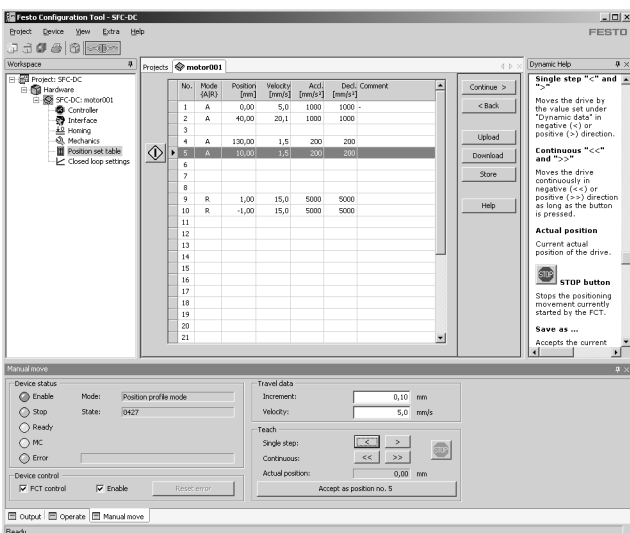 Festo Configuration Tool - SFC-DC
Project Device View Extra Help
FESTO
Workspace
Project: SFC-DC
Hardware
SFC-DC: motor001
Controller
Interface
Homing
Mechanics
Position set table
Closed loop settings
Projects motor001
No. Mode Position Velocity Accl. Decl. Comment
{A|R} [mm] [mm/s] [mm/s²] [mm/s²]
1 A 0,00 5,0 1000 1000 -
2 A 40,00 20,1 1000 1000
3
4 A 130,00 1,5 200 200
5 A 10,00 1,5 200 200
6
7
8
9 R 1,00 15,0 5000 5000
10 R -1,00 15,0 5000 5000
11
12
13
14
15
16
17
18
19
20
21
Continue >
< Back
Upload
Download
Store
Help
Dynamic Help
Single step "<" and
">"
Moves the drive by
the value set under
"Dynamic data" in
negative (<) or
positive (>) direction.
Continuous "<<"
and ">>"
Moves the drive
continuously in
negative (<<) or
positive (>>) direction
as long as the button
is pressed.
Actual position
Current actual
position of the drive.
STOP STOP button
Stops the positioning
movement currently
started by the FCT.
Save as ...
Accepts the current
Manual move
Device status
Enable Mode: Position profile mode
Stop State: 0427
Ready
MC
Error
Device control
FCT control Enable Reset error
Travel data
Increment: 0,10 mm
Velocity: 5,0 mm/s
Teach
Single step: < >
Continuous: << >>
STOP
Actual position: 0,00 mm
Accept as position no. 5
Output Operate Manual move
Ready